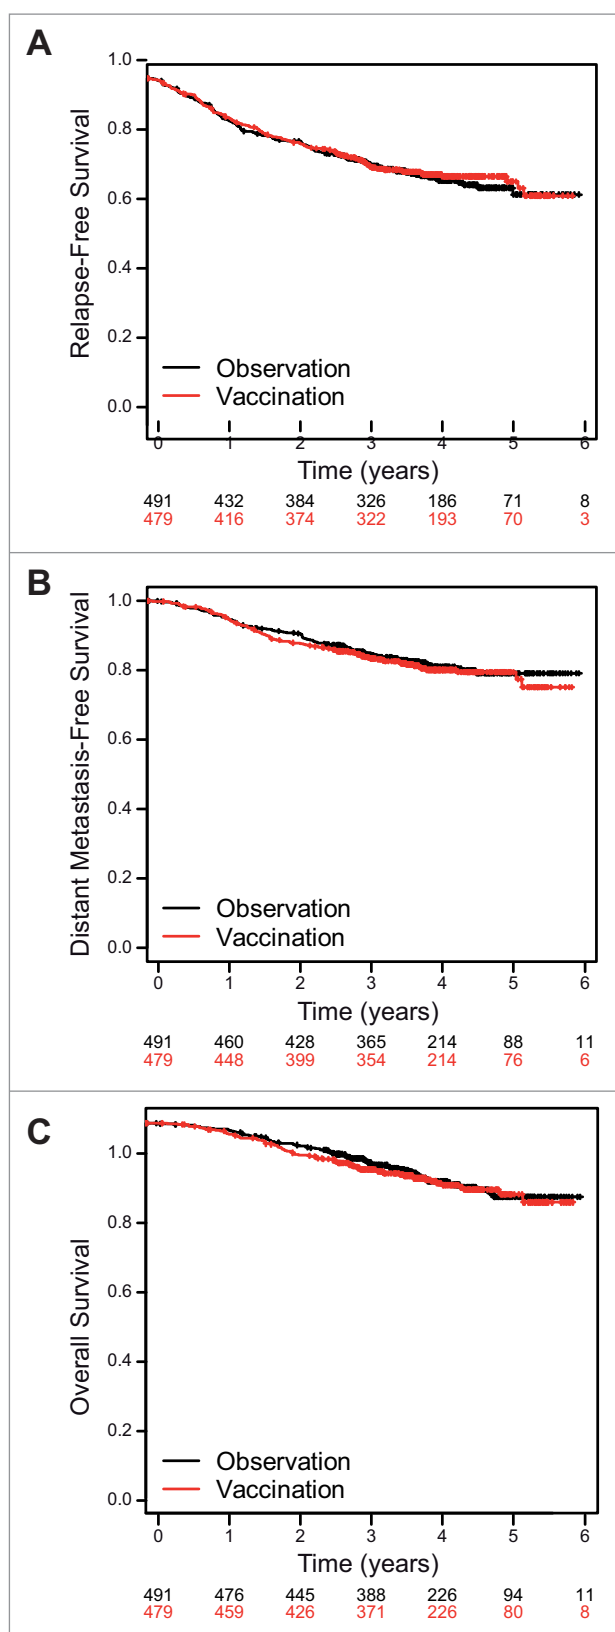 A
Relapse-Free Survival
1.0
0.8
0.6
0.4
0.2
0.0
Observation
Vaccination
0 1 2 3 4 5 6
Time (years)
491 432 384 326 186 71 8
479 416 374 322 193 70 3
B
Distant Metastasis-Free Survival
1.0
0.8
0.6
0.4
0.2
0.0
Observation
Vaccination
0 1 2 3 4 5 6
Time (years)
491 460 428 365 214 88 11
479 448 399 354 214 76 6
C
Overall Survival
1.0
0.8
0.6
0.4
0.2
0.0
Observation
Vaccination
0 1 2 3 4 5 6
Time (years)
491 476 445 388 226 94 11
479 459 426 371 226 80 8